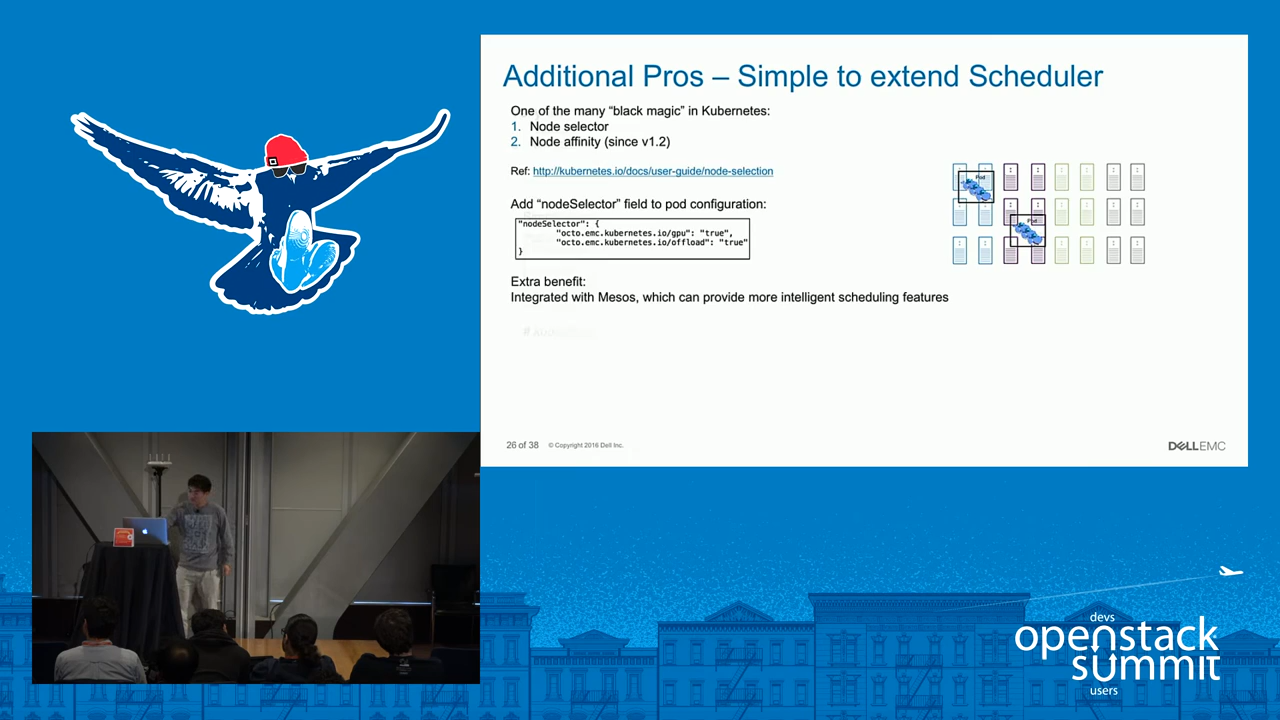 Additional Pros – Simple to extend Scheduler
One of the many “black magic” in Kubernetes:
1. Node selector
2. Node affinity (since v1.2)
Ref: http://kubernetes.io/docs/user-guide/node-selection
Add “nodeSelector” field to pod configuration:
"nodeSelector": {
"octo.emc.kubernetes.io/gpu": "true",
"octo.emc.kubernetes.io/offload": "true"
}
Extra benefit:
Integrated with Mesos, which can provide more intelligent scheduling features
Pod
Pod
26 of 38 © Copyright 2016 Dell Inc.
DELLEMC
devs
openstack
summit
users